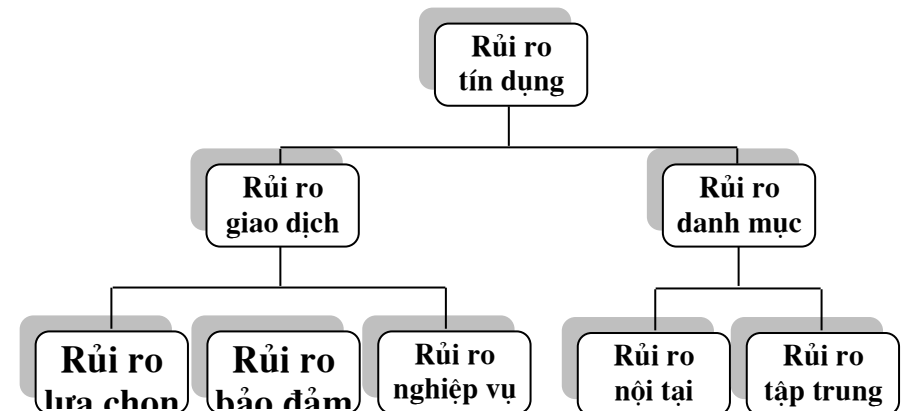 Rủi ro
tín dụng
Rủi ro
giao dịch
Rủi ro
danh mục
Rủi ro
lựa chọn
Rủi ro
bảo đảm
Rủi ro
nghiệp vụ
Rủi ro
nội tại
Rủi ro
tập trung